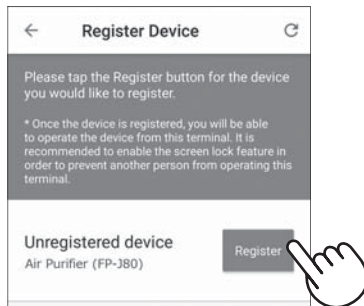 Register Device
Please tap the Register button for the device
you would like to register.
* Once the device is registered, you will be able
to operate the device from this terminal. It is
recommended to enable the screen lock feature in
order to prevent another person from operating this
terminal.
Unregistered device
Register
Air Purifier (FP-J80)